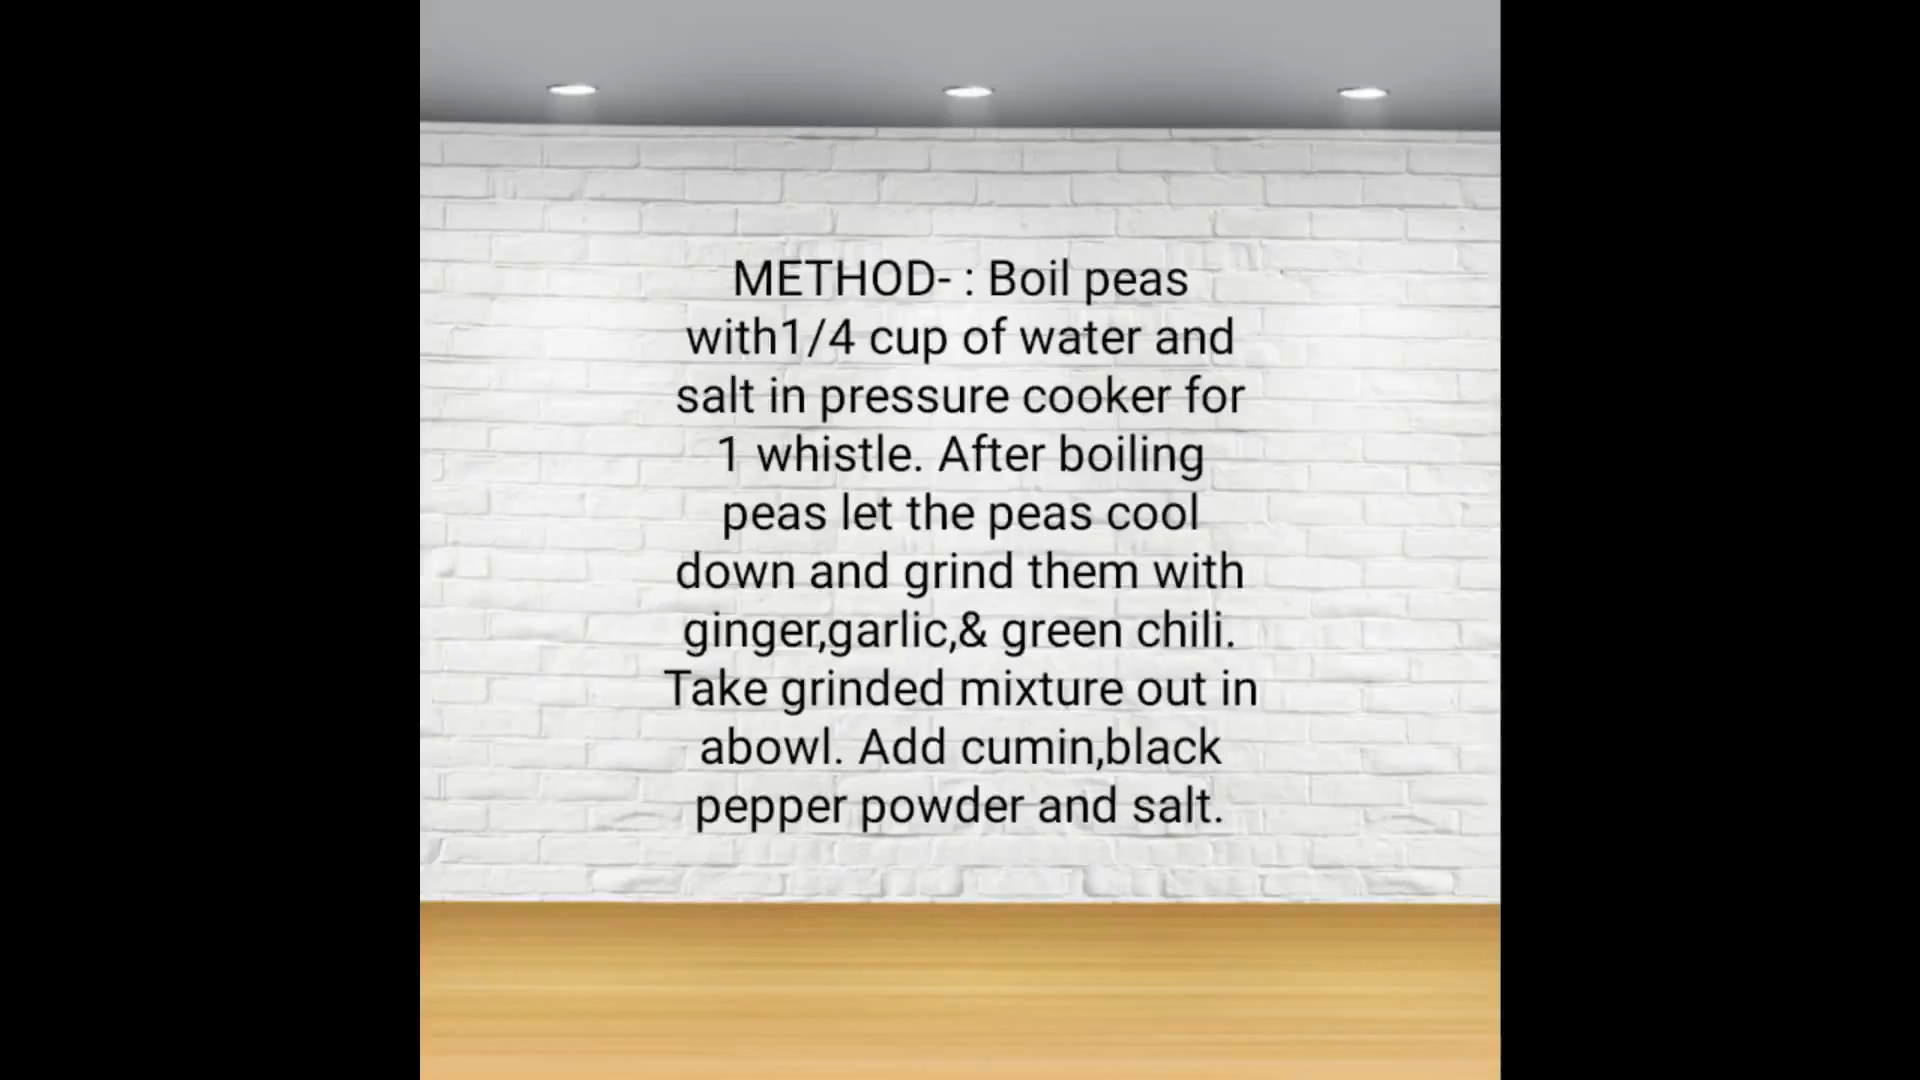 METHOD- : Boil peas
with1/4 cup of water and
salt in pressure cooker for
1 whistle. After boiling
peas let the peas cool
down and grind them with
ginger,garlic,& green chili.
Take grinded mixture out in
abowl. Add cumin,black
pepper powder and salt.